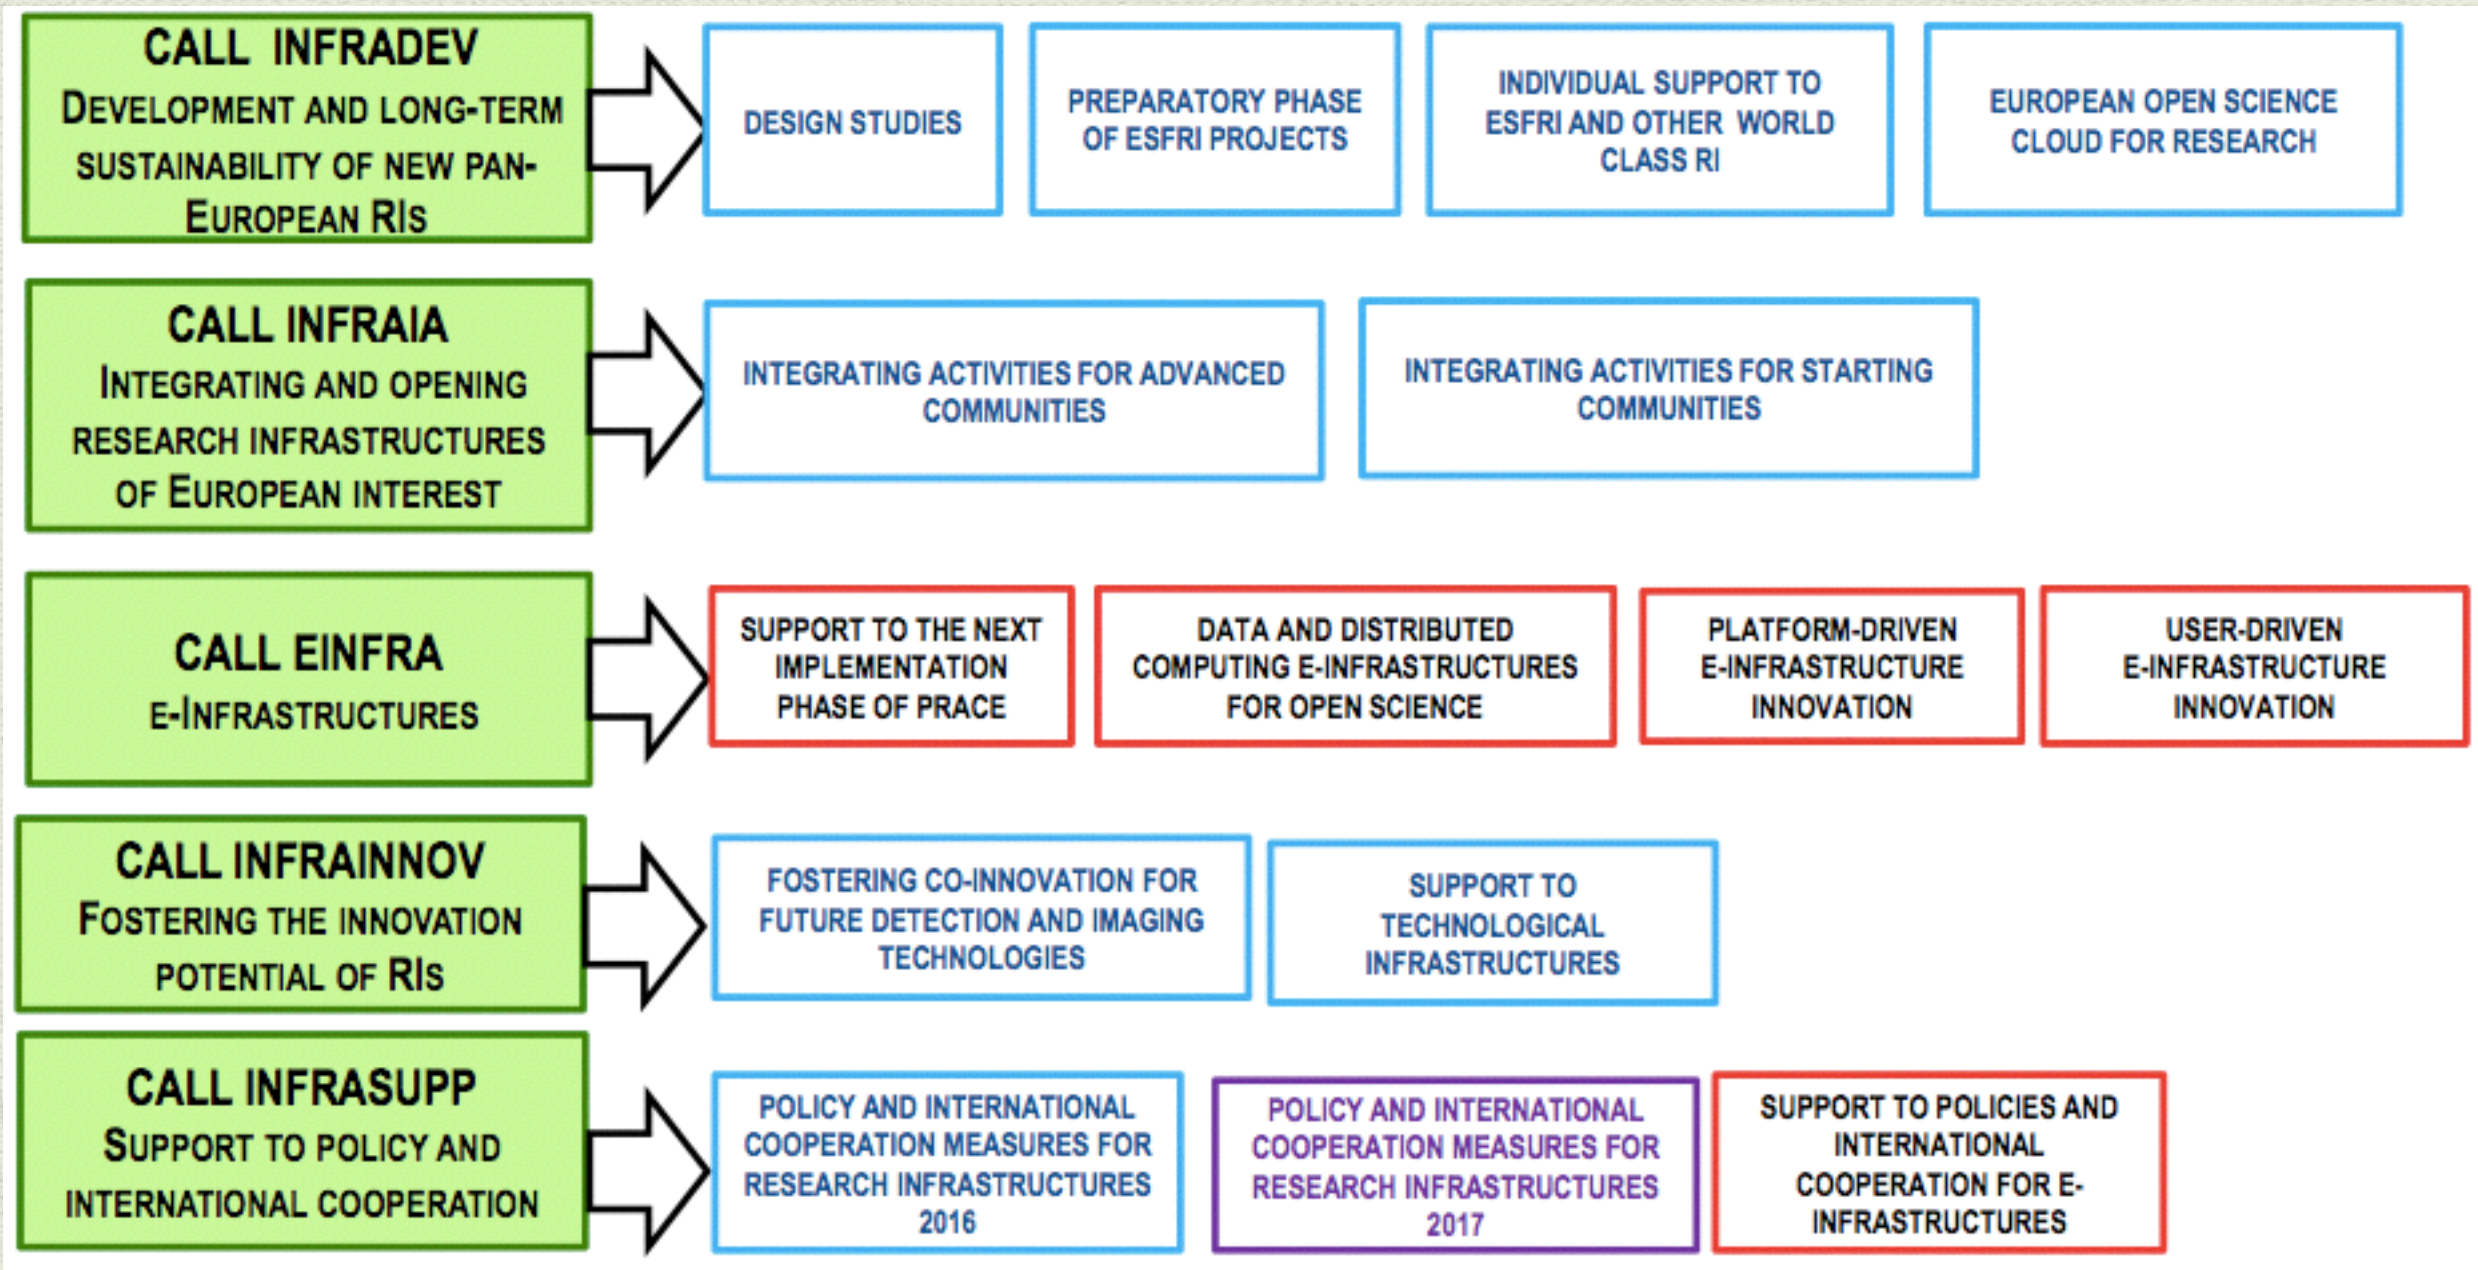 CALL INFRADEV
DEVELOPMENT AND LONG-TERM
SUSTAINABILITY OF NEW PAN-
EUROPEAN RIS
DESIGN STUDIES
PREPARATORY PHASE
OF ESFRI PROJECTS
INDIVIDUAL SUPPORT TO
ESFRI AND OTHER WORLD
CLASS RI
EUROPEAN OPEN SCIENCE
CLOUD FOR RESEARCH
CALL INFRAIA
INTEGRATING AND OPENING
RESEARCH INFRASTRUCTURES
OF EUROPEAN INTEREST
INTEGRATING ACTIVITIES FOR ADVANCED
COMMUNITIES
INTEGRATING ACTIVITIES FOR STARTING
COMMUNITIES
CALL EINFRA
E-INFRASTRUCTURES
SUPPORT TO THE NEXT
IMPLEMENTATION
PHASE OF PRACE
DATA AND DISTRIBUTED
COMPUTING E-INFRASTRUCTURES
FOR OPEN SCIENCE
PLATFORM-DRIVEN
E-INFRASTRUCTURE
INNOVATION
USER-DRIVEN
E-INFRASTRUCTURE
INNOVATION
CALL INFRAINNOV
FOSTERING THE INNOVATION
POTENTIAL OF RIS
FOSTERING CO-INNOVATION FOR
FUTURE DETECTION AND IMAGING
TECHNOLOGIES
SUPPORT TO
TECHNOLOGICAL
INFRASTRUCTURES
CALL INFRASUPP
SUPPORT TO POLICY AND
INTERNATIONAL COOPERATION
POLICY AND INTERNATIONAL
COOPERATION MEASURES FOR
RESEARCH INFRASTRUCTURES
2016
POLICY AND INTERNATIONAL
COOPERATION MEASURES FOR
RESEARCH INFRASTRUCTURES
2017
SUPPORT TO POLICIES AND
INTERNATIONAL
COOPERATION FOR E-
INFRASTRUCTURES